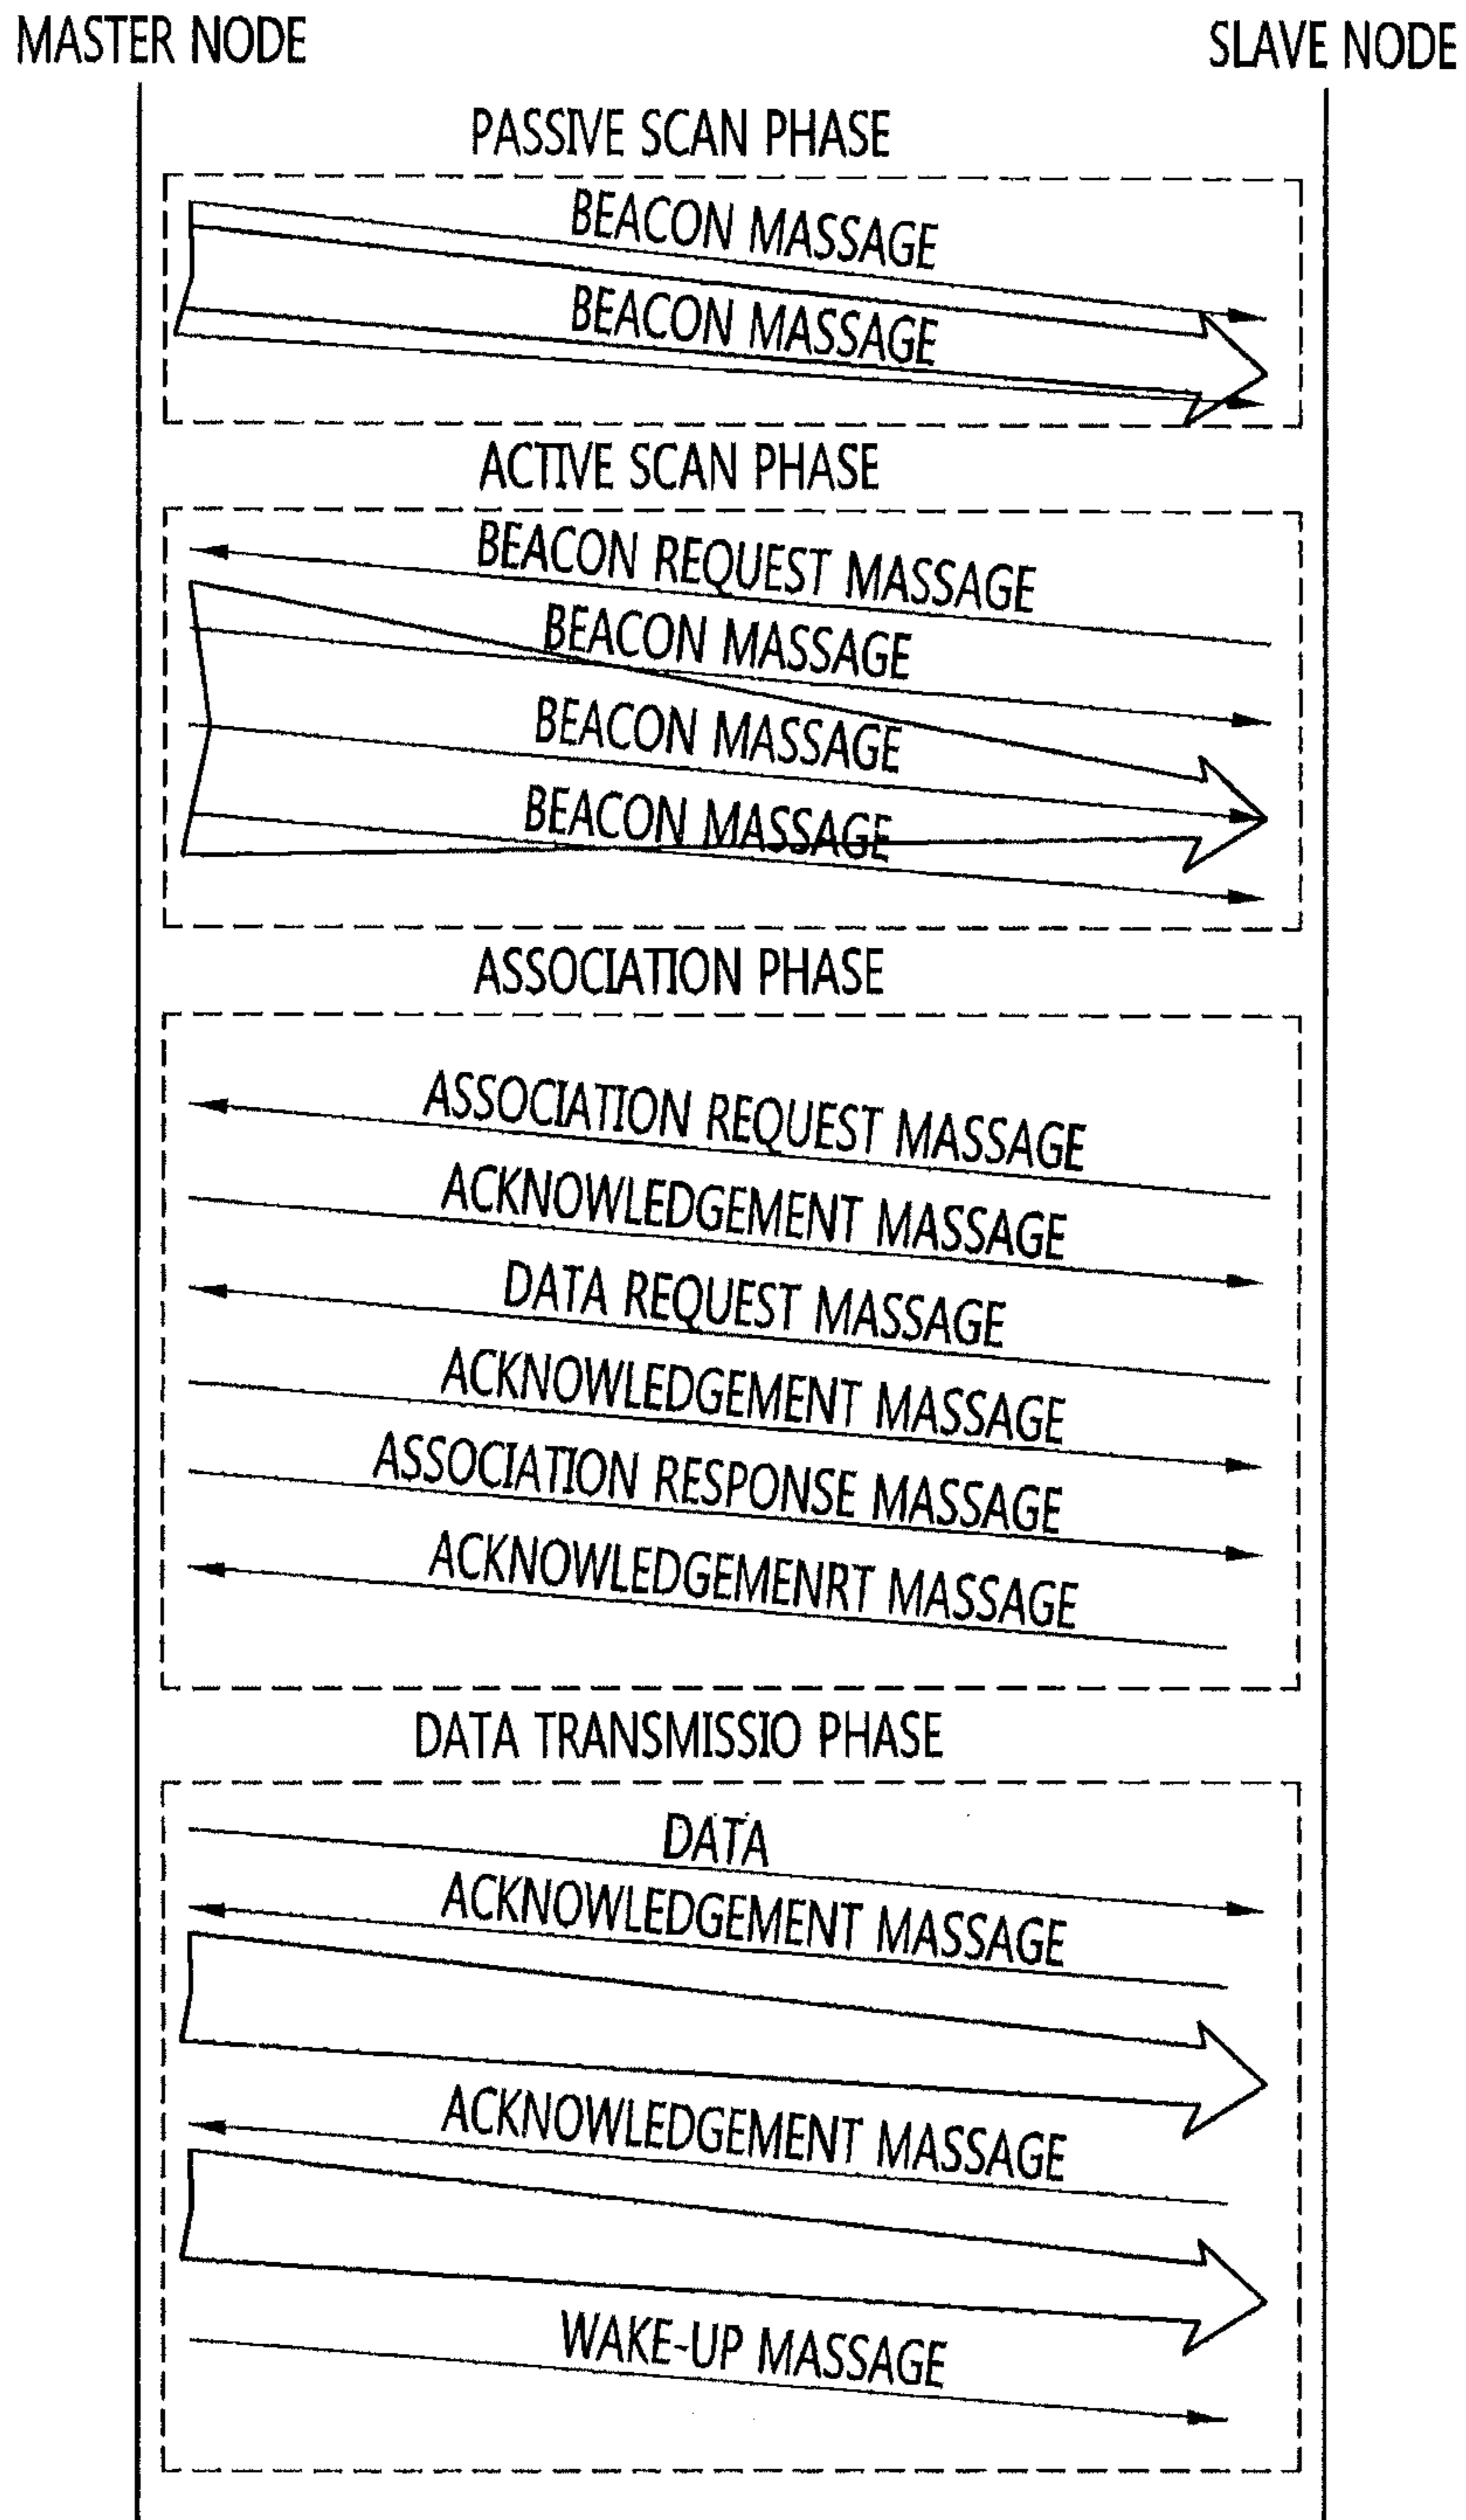 MASTER NODE
SLAVE NODE
PASSIVE SCAN PHASE
BEACON MASSAGE
BEACON MASSAGE
ACTIVE SCAN PHASE
BEACON REQUEST MASSAGE
BEACON MASSAGE
BEACON MASSAGE
BEACON MASSAGE
ASSOCIATION PHASE
ASSOCIATION REQUEST MASSAGE
ACKNOWLEDGEMENT MASSAGE
DATA REQUEST MASSAGE
ACKNOWLEDGEMENT MASSAGE
ASSOCIATION RESPONSE MASSAGE
ACKNOWLEDGEMENRT MASSAGE
DATA TRANSMISSIO PHASE
DATA
ACKNOWLEDGEMENT MASSAGE
ACKNOWLEDGEMENT MASSAGE
WAKE-UP MASSAGE